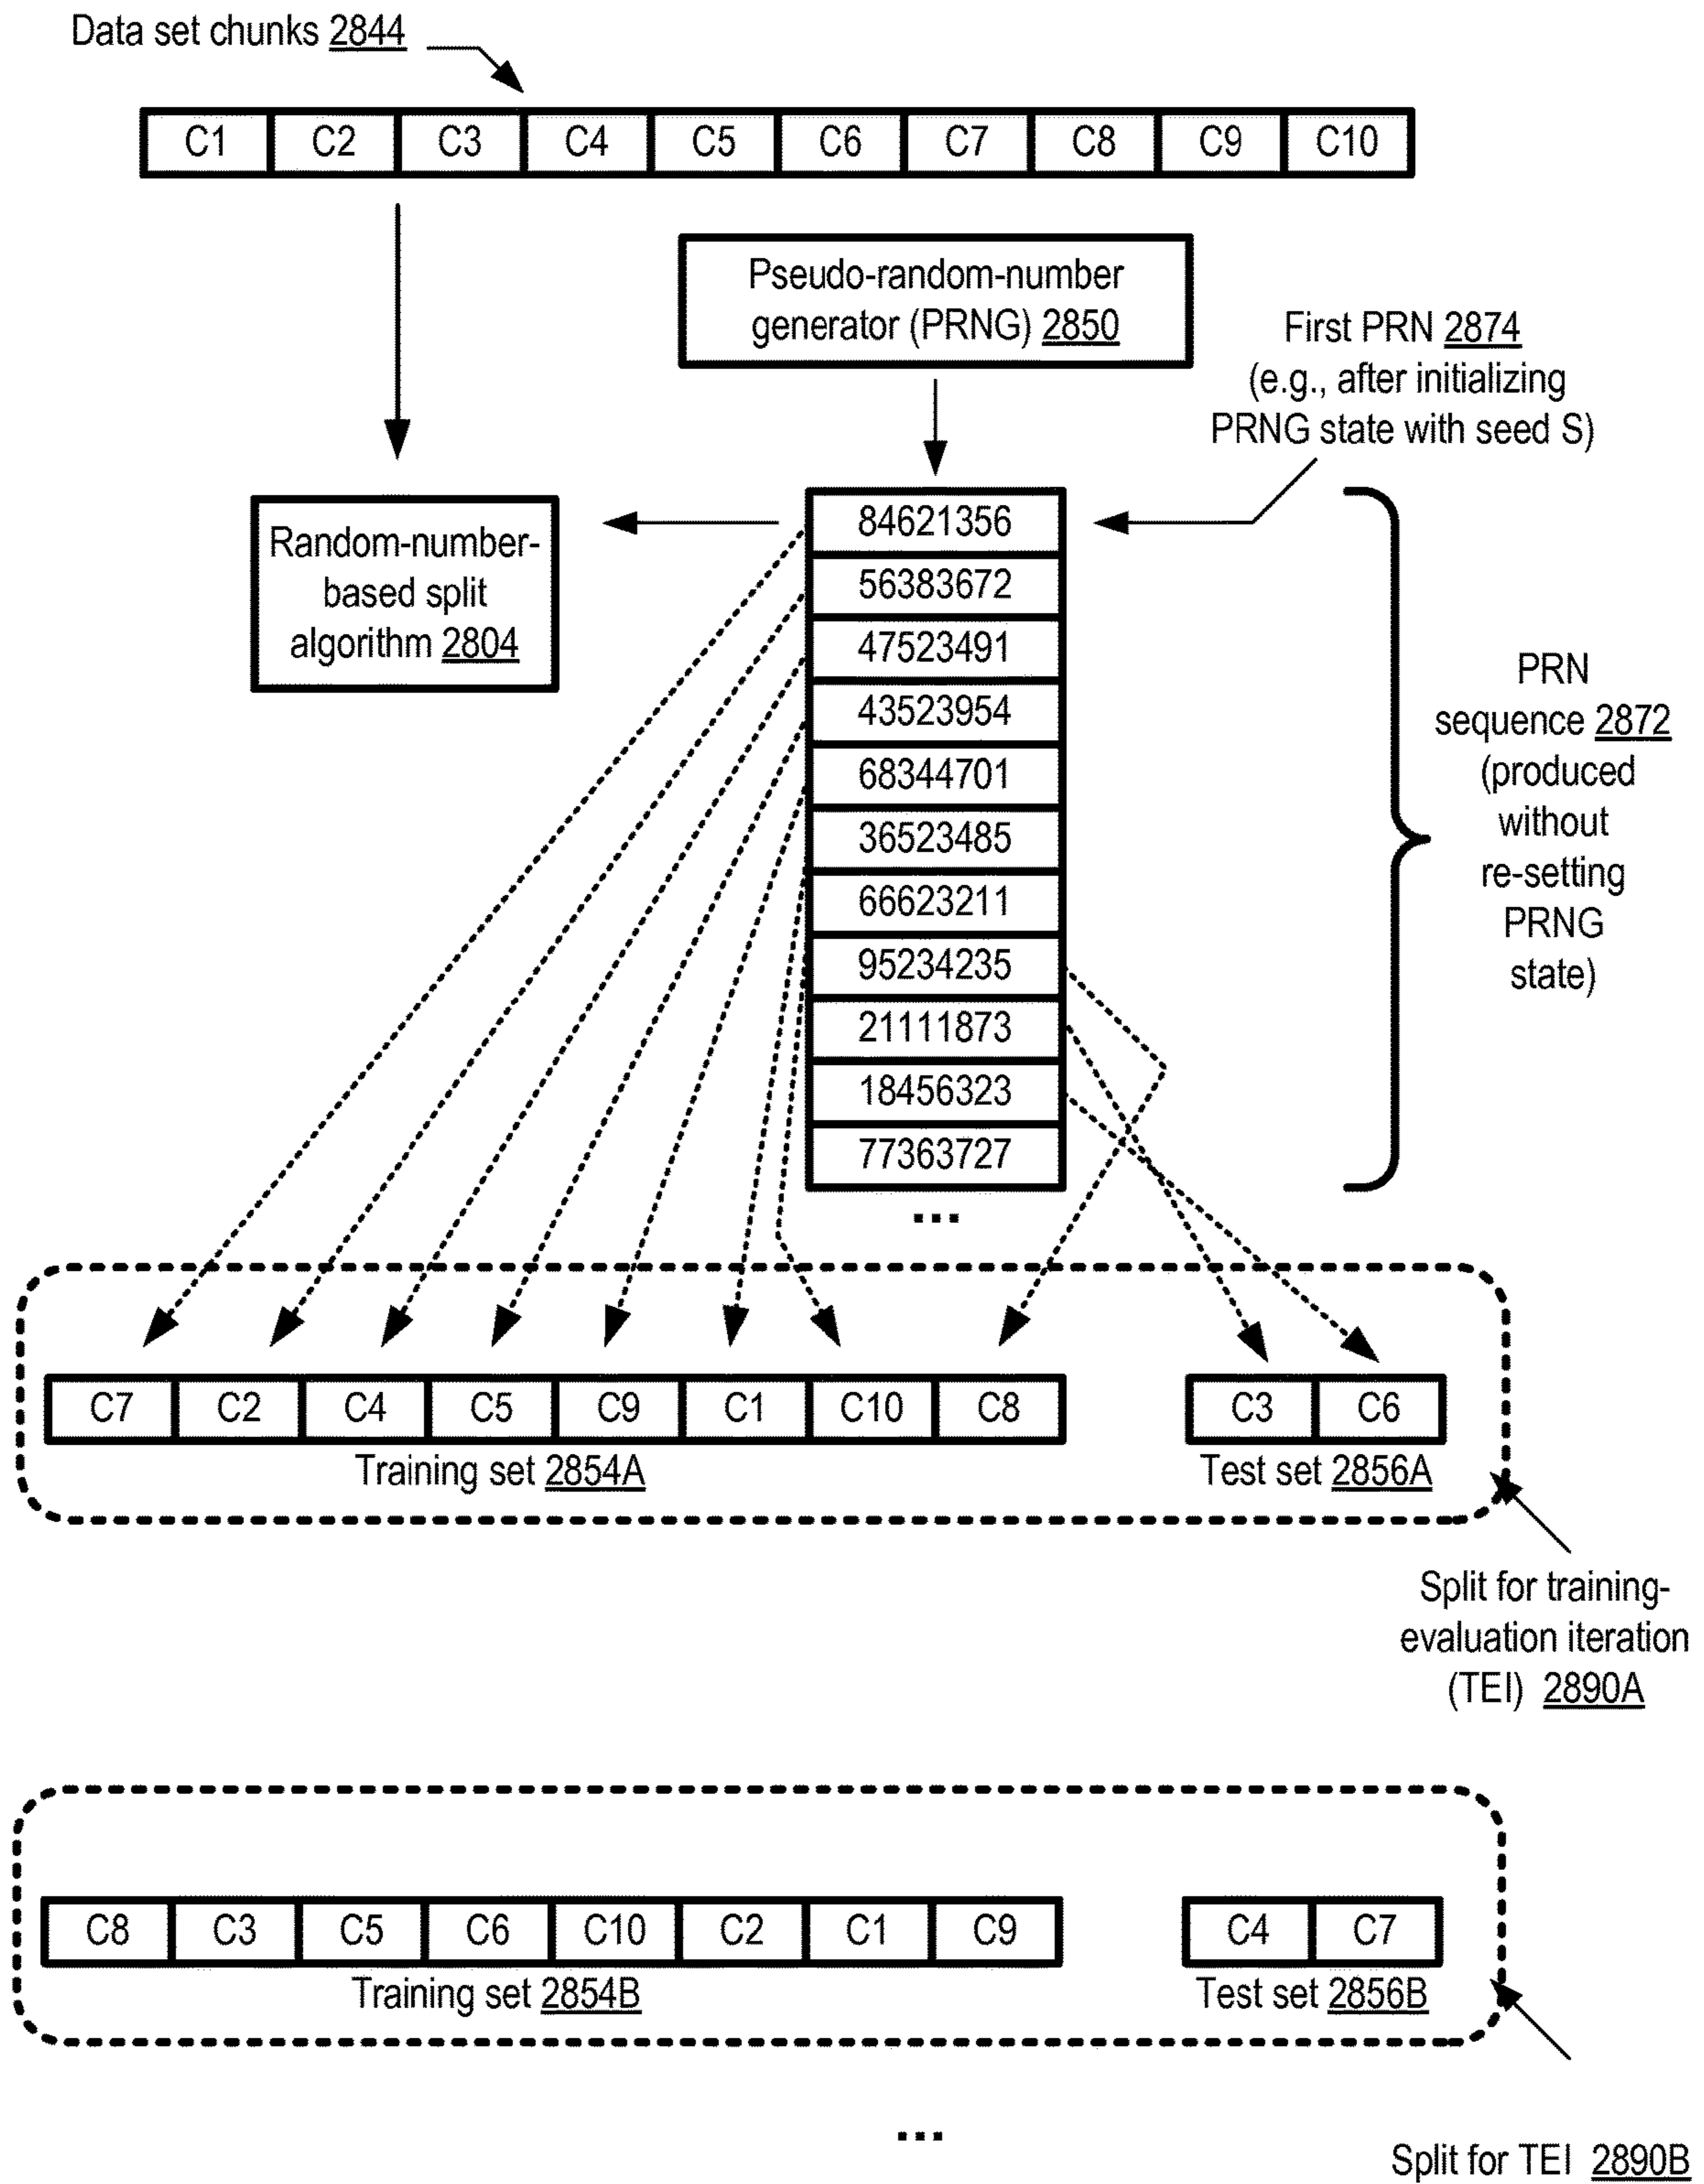 Data set chunks 2844
C1 C2 C3 C4 C5 C6 C7 C8 C9 C10
Pseudo-random-number
generator (PRNG) 2850
First PRN 2874
(e.g., after initializing
PRNG state with seed S)
Random-number-
based split
algorithm 2804
84621356
56383672
47523491
43523954
68344701
36523485
66623211
95234235
21111873
18456323
77363727
...
PRN
sequence 2872
(produced
without
re-setting
PRNG
state)
C7 C2 C4 C5 C9 C1 C10 C8
C3 C6
Training set 2854A
Test set 2856A
Split for training-
evaluation iteration
(TEI) 2890A
C8 C3 C5 C6 C10 C2 C1 C9
C4 C7
Training set 2854B
Test set 2856B
...
Split for TEI 2890B